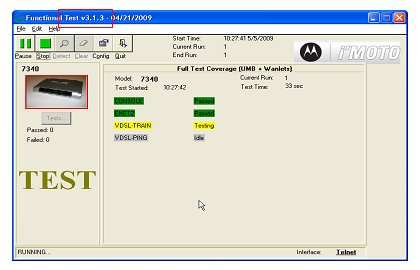 Functional Test v3.1.3 - 04/21/2009
File Edit Help
Pause Stop Detect Clear Config Quit
Start Time: 10:27:41 5/5/2009
Current Run: 1
End Run: 1
i'MOTO
7340
Full Test Coverage (UMB + Wanlets)
Model: 7340
Current Run: 1
Test Started: 10:27:42
Test Time: 33 sec
CONSOLE Passed
ENET2 Passed
VDSL-TRAIN Testing
VDSL-PING Idle
Tests...
Passed: 0
Failed: 0
TEST
RUNNING...
Interface: Telnet